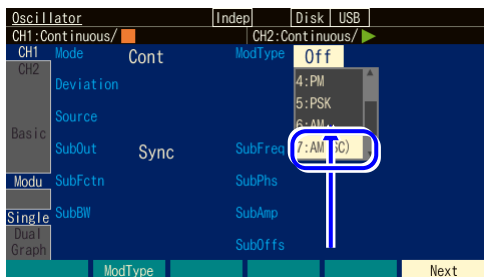 Oscillator Indep Disk USB
CH1:Continuous/ CH2:Continuous/
CH1 Mode Cont ModType Off
CH2
Deviation 4:PM
5:PSK
Source 6:AM
Basic
SubOut Sync SubFreq 7:AM (SC)
Modu SubFctn SubPhs
Single SubBW SubAmp
Dual
Graph SubOffs
ModType Next